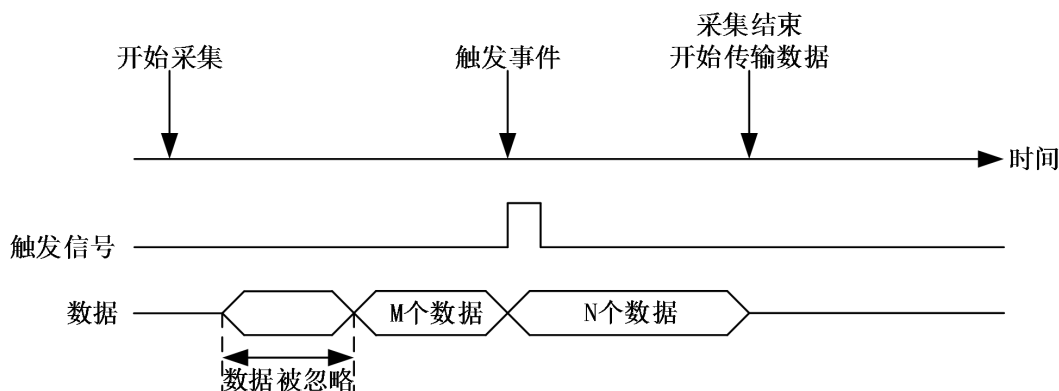 采集结束
开始采集
触发事件
开始传输数据
时间
触发信号
数据
M个数据
N个数据
数据被忽略